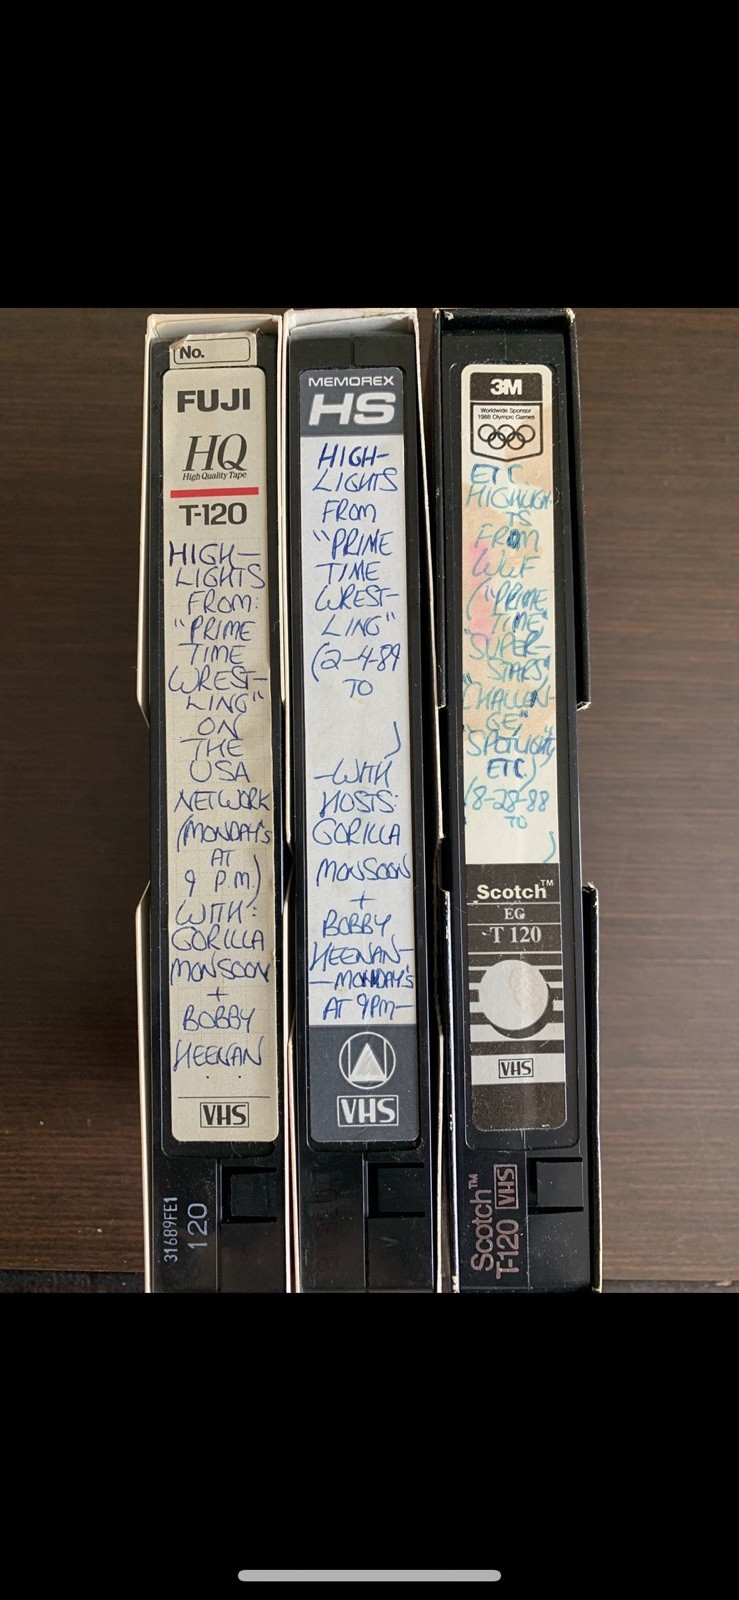 No.
FUJI
HQ
High Quality Tape
T-120
HIGH-
LIGHTS
FROM:
"PRIME
TIME
WREST-
LING"
ON
THE
USA
NETWORK
(MONDAY'S
AT
9 P.M.)
WITH:
GORILLA
MONSOON
+
BOBBY
HEENAN
VHS
31689FE1
120
MEMOREX
HS
HIGH-
LIGHTS
FROM
"PRIME
TIME
WREST-
LING"
(2-4-89
TO
)
-WITH
HOSTS:
GORILLA
MONSOON
+
BOBBY
HEENAN-
-MONDAY'S
AT 9PM-
VHS
3M
Worldwide Sponsor
1988 Olympic Games
ETC
HIGHLIGH
TS
FROM
WWF
("PRIME
TIME"
"SUPER-
STARS"
"CHALLEN-
GE,"
"SPOTLIGHT,"
ETC.)
(8-28-88
TO
)
Scotch™
EG
T 120
VHS
Scotch™
T-120 VHS